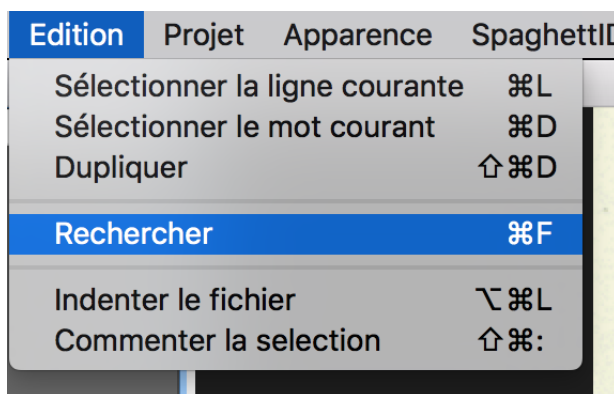 Edition Projet Apparence SpaghettID
Sélectionner la ligne courante ⌘L
Sélectionner le mot courant ⌘D
Dupliquer ⇧⌘D
Rechercher ⌘F
Indenter le fichier ⌥⌘L
Commenter la selection ⇧⌘: